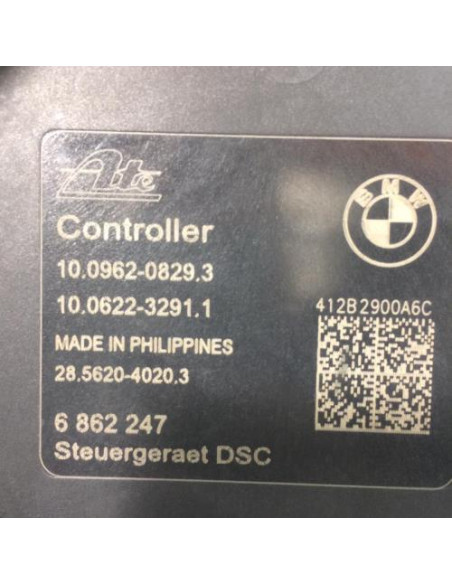 Ate
BMW
Controller
10.0962-0829.3
10.0622-3291.1
412B2900A6C
MADE IN PHILIPPINES
28.5620-4020.3
6 862 247
Steuergeraet DSC